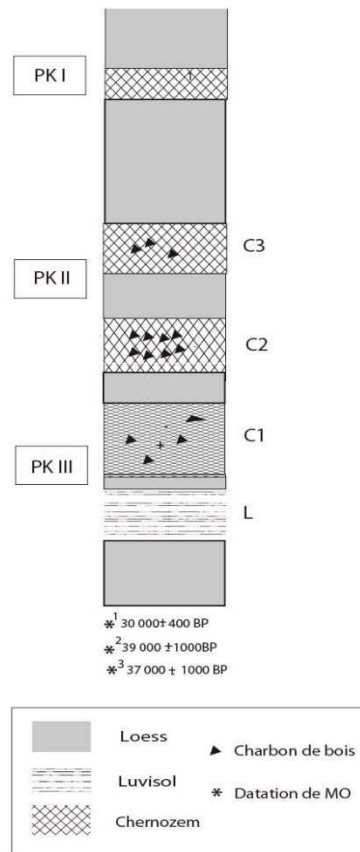 PK I
C3
PK II
C2
C1
PK III
L
*1 30 000± 400 BP
*2 39 000 ±1000BP
*3 37 000 ± 1000 BP
Loess
Charbon de bois
Luvisol
* Datation de MO
Chernozem